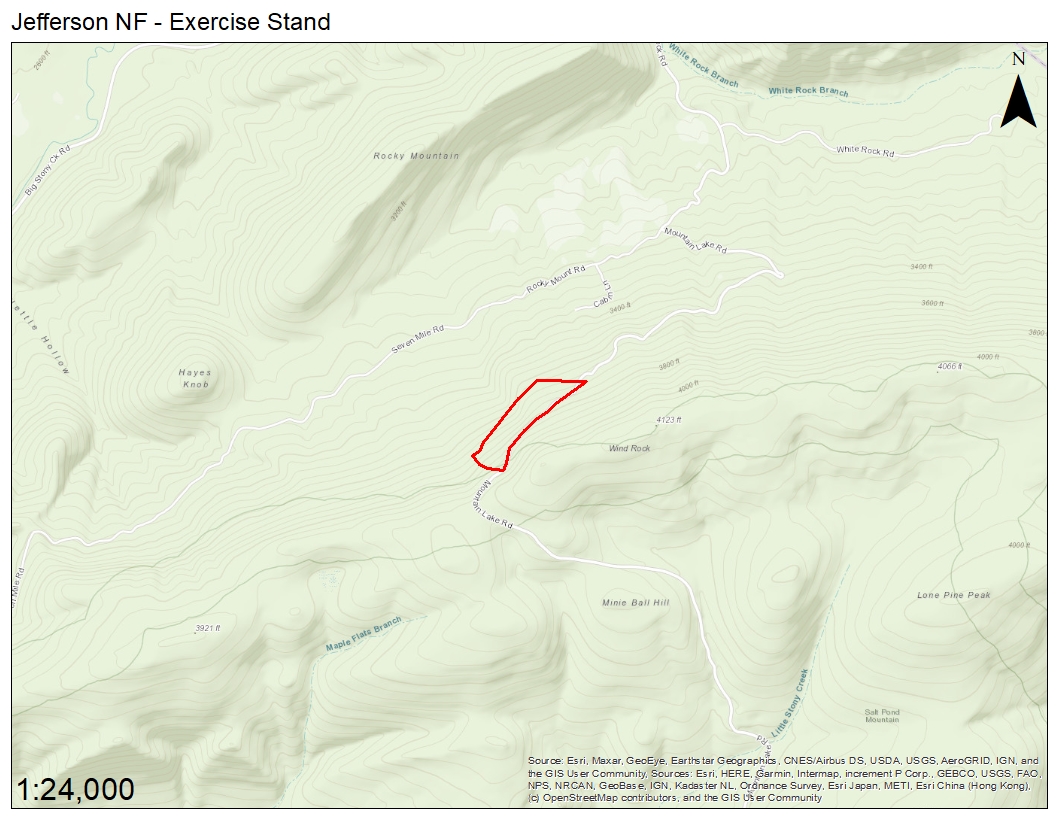 Jefferson NF - Exercise Stand
N
2600 ft
White Rock Branch
White Rock Branch
ck Rd
Big Stony Ck Rd
Rocky Mountain
White Rock Rd
3200 ft
Mountain Lake Rd
3400 ft
Rocky Mount Rd
Cabin Ln
3400 ft
3600 ft
Seven Mile Rd
3800
4000 ft
3800 ft
4066 ft
Hayes
Knob
4000 ft
ettle Hollow
4123 ft
Wind Rock
Mountain Lake Rd
4000 ft
Lone Pine Peak
Minie Ball Hill
3921 ft
Maple Flats Branch
Little Stony Creek
Salt Pond
Mountain
Source: Esri, Maxar, GeoEye, Earthstar Geographics, CNES/Airbus DS, USDA, USGS, AeroGRID, IGN, and
the GIS User Community, Sources: Esri, HERE, Garmin, Intermap, increment P Corp., GEBCO, USGS, FAO,
NPS, NRCAN, GeoBase, IGN, Kadaster NL, Ordnance Survey, Esri Japan, METI, Esri China (Hong Kong),
(c) OpenStreetMap contributors, and the GIS User Community
1:24,000